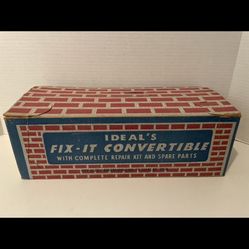 IDEAL'S
FIX-IT CONVERTIBLE
WITH COMPLETE REPAIR KIT AND SPARE PARTS